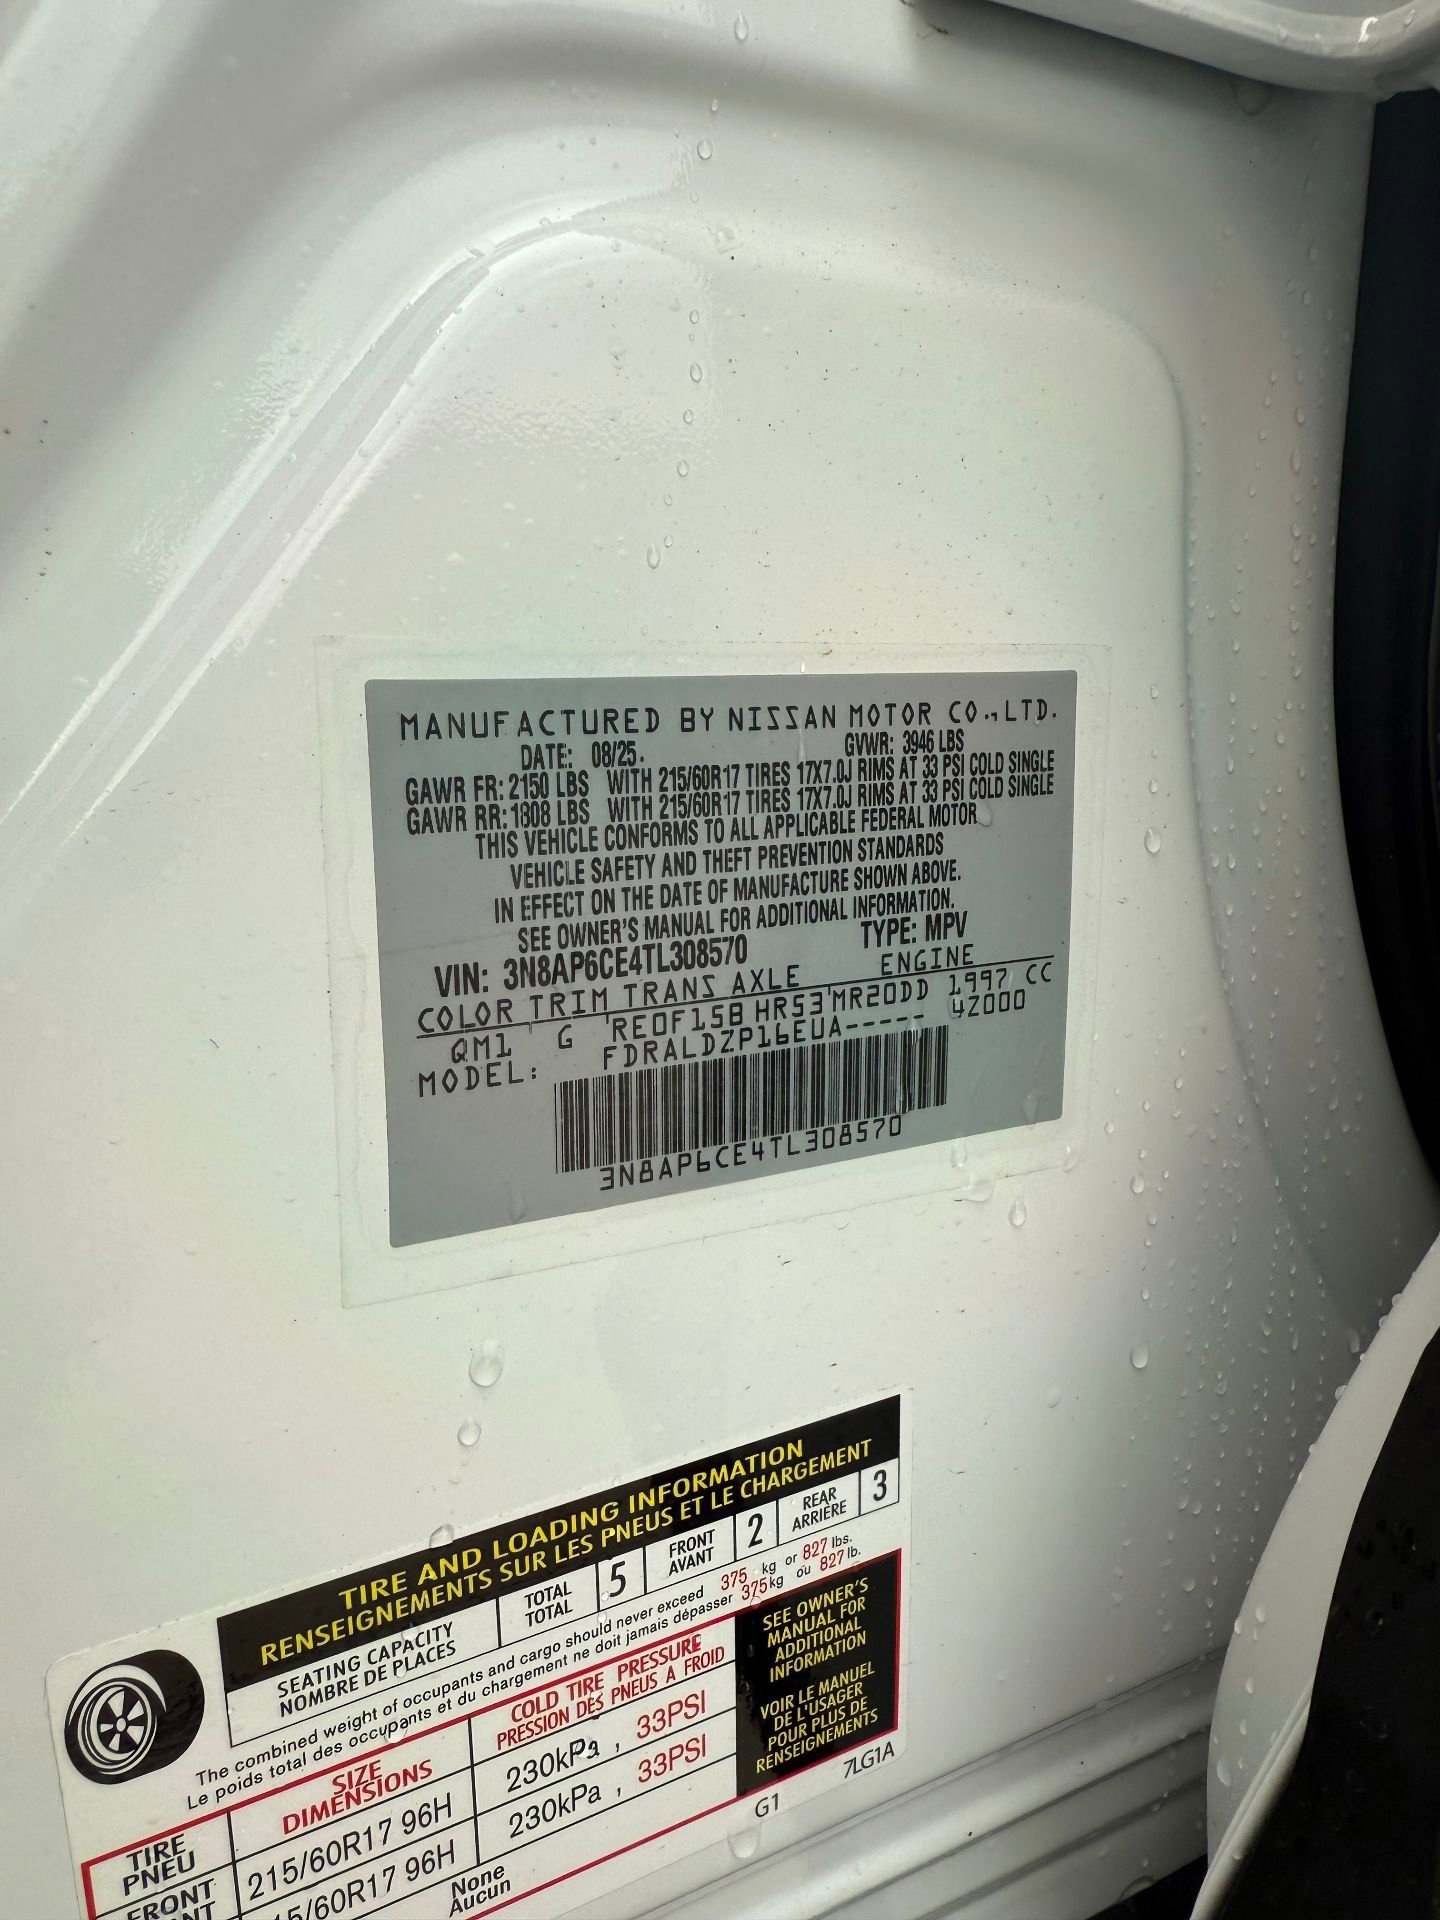 MANUFACTURED BY NISSAN MOTOR CO.,LTD.
DATE: 08/25. GVWR: 3946 LBS
GAWR FR: 2150 LBS WITH 215/60R17 TIRES 17X7.0J RIMS AT 33 PSI COLD SINGLE
GAWR RR: 1808 LBS WITH 215/60R17 TIRES 17X7.0J RIMS AT 33 PSI COLD SINGLE
THIS VEHICLE CONFORMS TO ALL APPLICABLE FEDERAL MOTOR
VEHICLE SAFETY AND THEFT PREVENTION STANDARDS
IN EFFECT ON THE DATE OF MANUFACTURE SHOWN ABOVE.
SEE OWNER'S MANUAL FOR ADDITIONAL INFORMATION.
VIN: 3N8AP6CE4TL308570 TYPE: MPV
COLOR TRIM TRANS AXLE ENGINE
QM1 G RE0F15B HR53 MR20DD 1997 CC
MODEL: FDRALDZP16EUA----- 4Z000
3N8AP6CE4TL308570
TIRE AND LOADING INFORMATION
RENSEIGNEMENTS SUR LES PNEUS ET LE CHARGEMENT
SEATING CAPACITY
NOMBRE DE PLACES
TOTAL
TOTAL
5
FRONT
AVANT
2
REAR
ARRIÈRE
3
The combined weight of occupants and cargo should never exceed 375 kg or 827 lbs.
Le poids total des occupants et du chargement ne doit jamais dépasser 375kg ou 827 lb.
TIRE
PNEU
SIZE
DIMENSIONS
COLD TIRE PRESSURE
PRESSION DES PNEUS A FROID
FRONT
215/60R17 96H
230kPa , 33PSI
5/60R17 96H
230kPa , 33PSI
None
Aucun
SEE OWNER'S
MANUAL FOR
ADDITIONAL
INFORMATION
VOIR LE MANUEL
DE L'USAGER
POUR PLUS DE
RENSEIGNEMENTS
G1
7LG1A